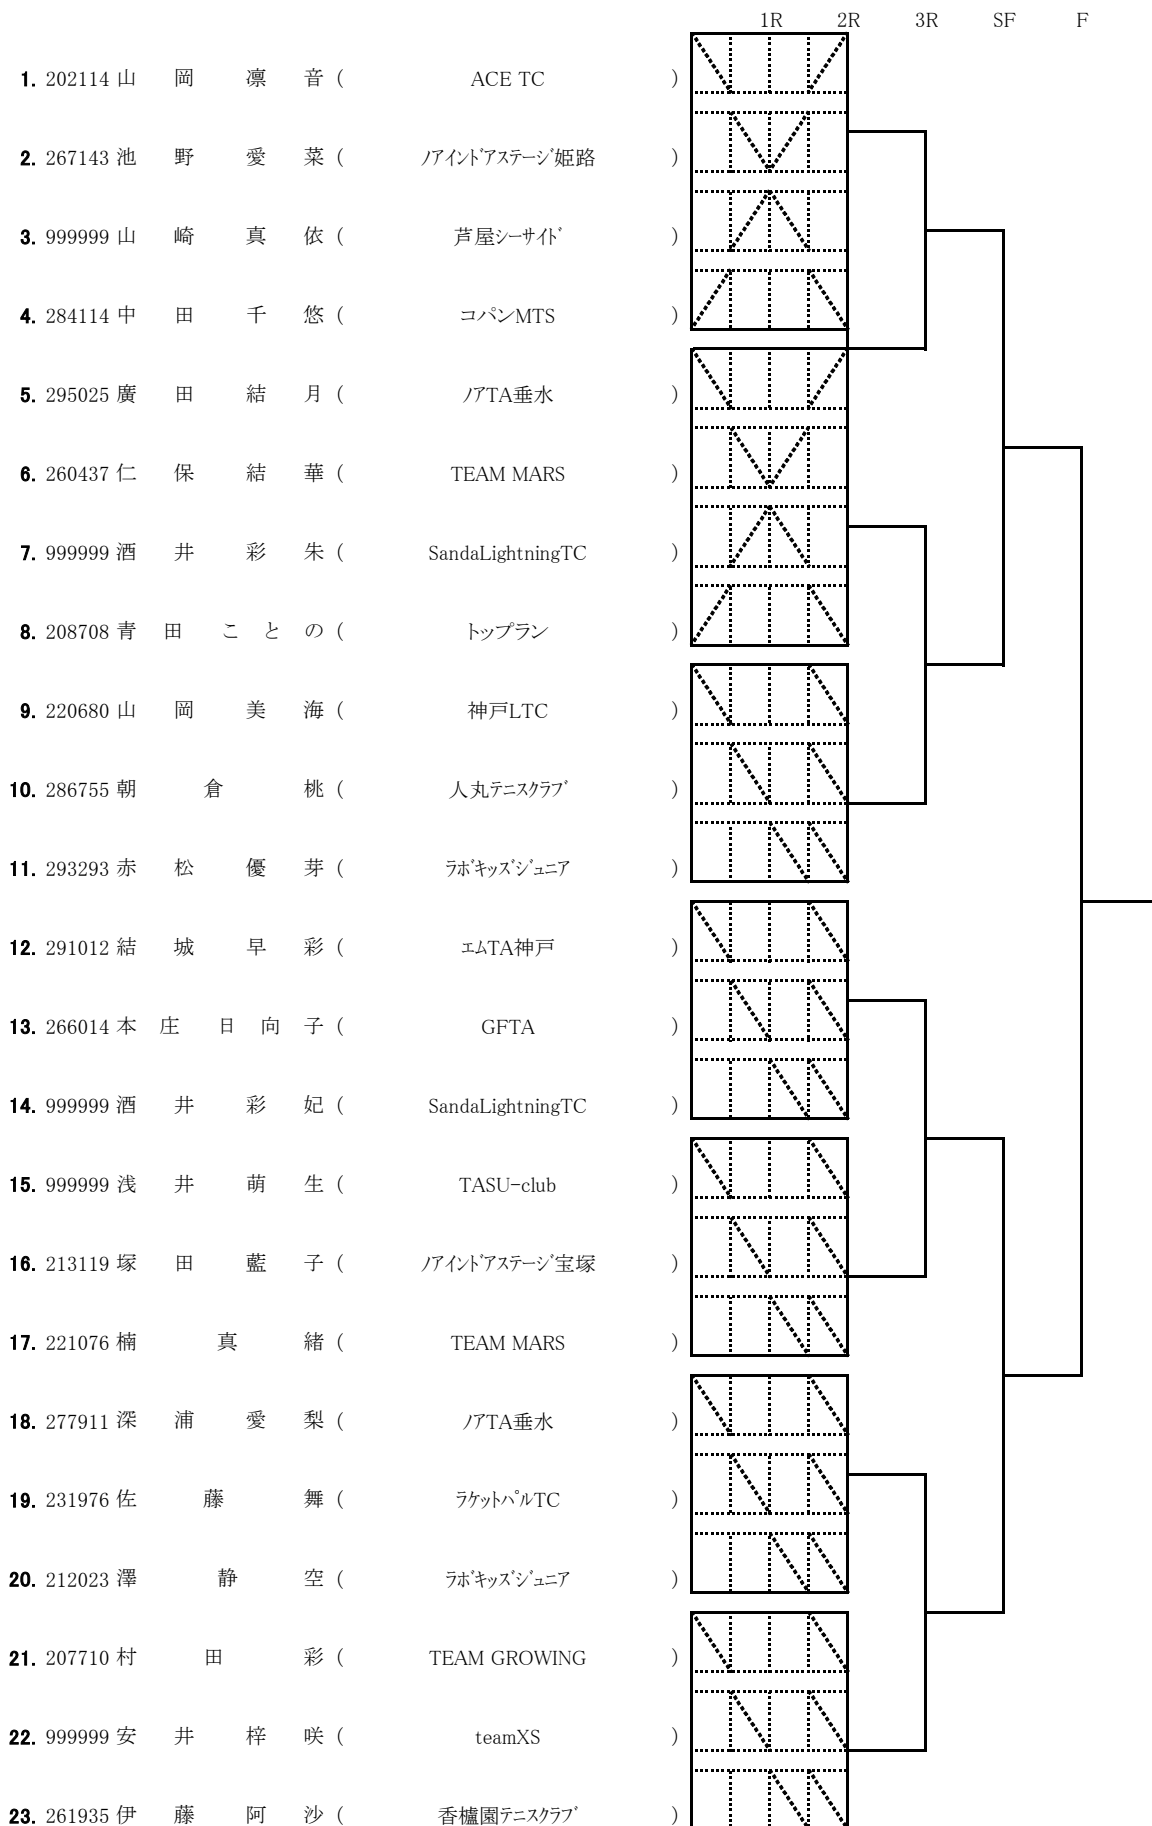 1R 2R 3R SF F
1. 202114 山岡凛音 ( ACE TC )
2. 267143 池野愛菜 ( ﾉｱｲﾝﾄﾞｱｽﾃｰｼﾞ姫路 )
3. 999999 山崎真依 ( 芦屋ｼｰｻｲﾄﾞ )
4. 284114 中田千悠 ( コパンMTS )
5. 295025 廣田結月 ( ﾉｱTA垂水 )
6. 260437 仁保結華 ( TEAM MARS )
7. 999999 酒井彩朱 ( SandaLightningTC )
8. 208708 青田ことの ( トップラン )
9. 220680 山岡美海 ( 神戸LTC )
10. 286755 朝倉桃 ( 人丸ﾃﾆｽｸﾗﾌﾞ )
11. 293293 赤松優芽 ( ﾗﾎﾞｷｯｽﾞｼﾞｭﾆｱ )
12. 291012 結城早彩 ( ｴﾑTA神戸 )
13. 266014 本庄日向子 ( GFTA )
14. 999999 酒井彩妃 ( SandaLightningTC )
15. 999999 浅井萌生 ( TASU-club )
16. 213119 塚田藍子 ( ﾉｱｲﾝﾄﾞｱｽﾃｰｼﾞ宝塚 )
17. 221076 楠真緒 ( TEAM MARS )
18. 277911 深浦愛梨 ( ﾉｱTA垂水 )
19. 231976 佐藤舞 ( ﾗｹｯﾄﾊﾟﾙTC )
20. 212023 澤静空 ( ﾗﾎﾞｷｯｽﾞｼﾞｭﾆｱ )
21. 207710 村田彩 ( TEAM GROWING )
22. 999999 安井梓咲 ( teamXS )
23. 261935 伊藤阿沙 ( 香櫨園ﾃﾆｽｸﾗﾌﾞ )